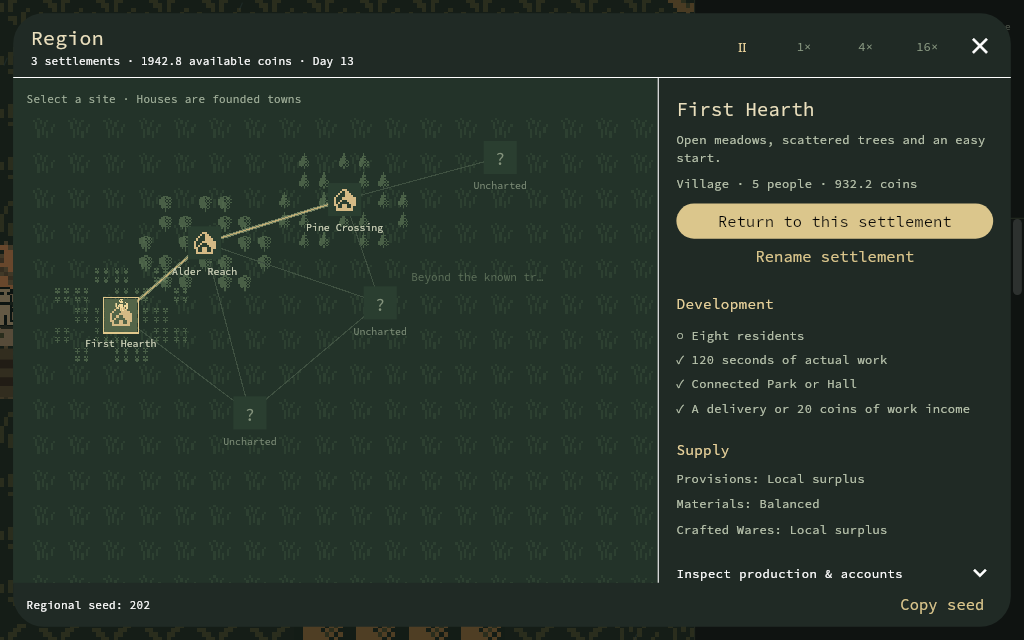 Region
3 settlements · 1942.8 available coins · Day 13
II 1× 4× 16×
Select a site · Houses are founded towns
?
Uncharted
Pine Crossing
Alder Reach
Beyond the known tr…
?
Uncharted
First Hearth
?
Uncharted
First Hearth
Open meadows, scattered trees and an easy
start.
Village · 5 people · 932.2 coins
Return to this settlement
Rename settlement
Development
Eight residents
✓ 120 seconds of actual work
✓ Connected Park or Hall
✓ A delivery or 20 coins of work income
Supply
Provisions: Local surplus
Materials: Balanced
Crafted Wares: Local surplus
Inspect production & accounts
Regional seed: 202
Copy seed